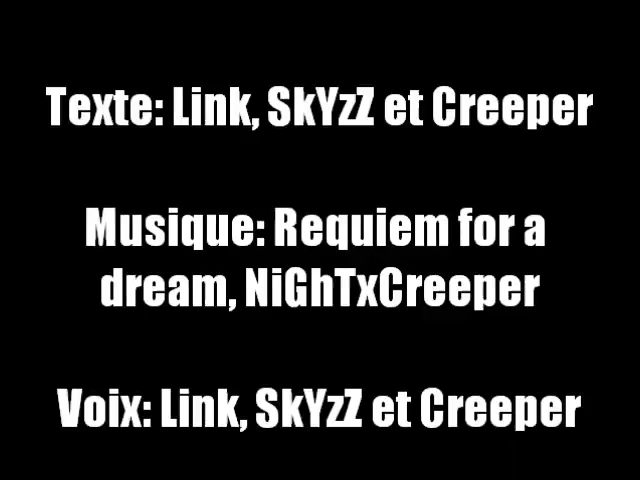 Texte: Link, SkYzZ et Creeper
Musique: Requiem for a
dream, NiGhTxCreeper
Voix: Link, SkYzZ et Creeper